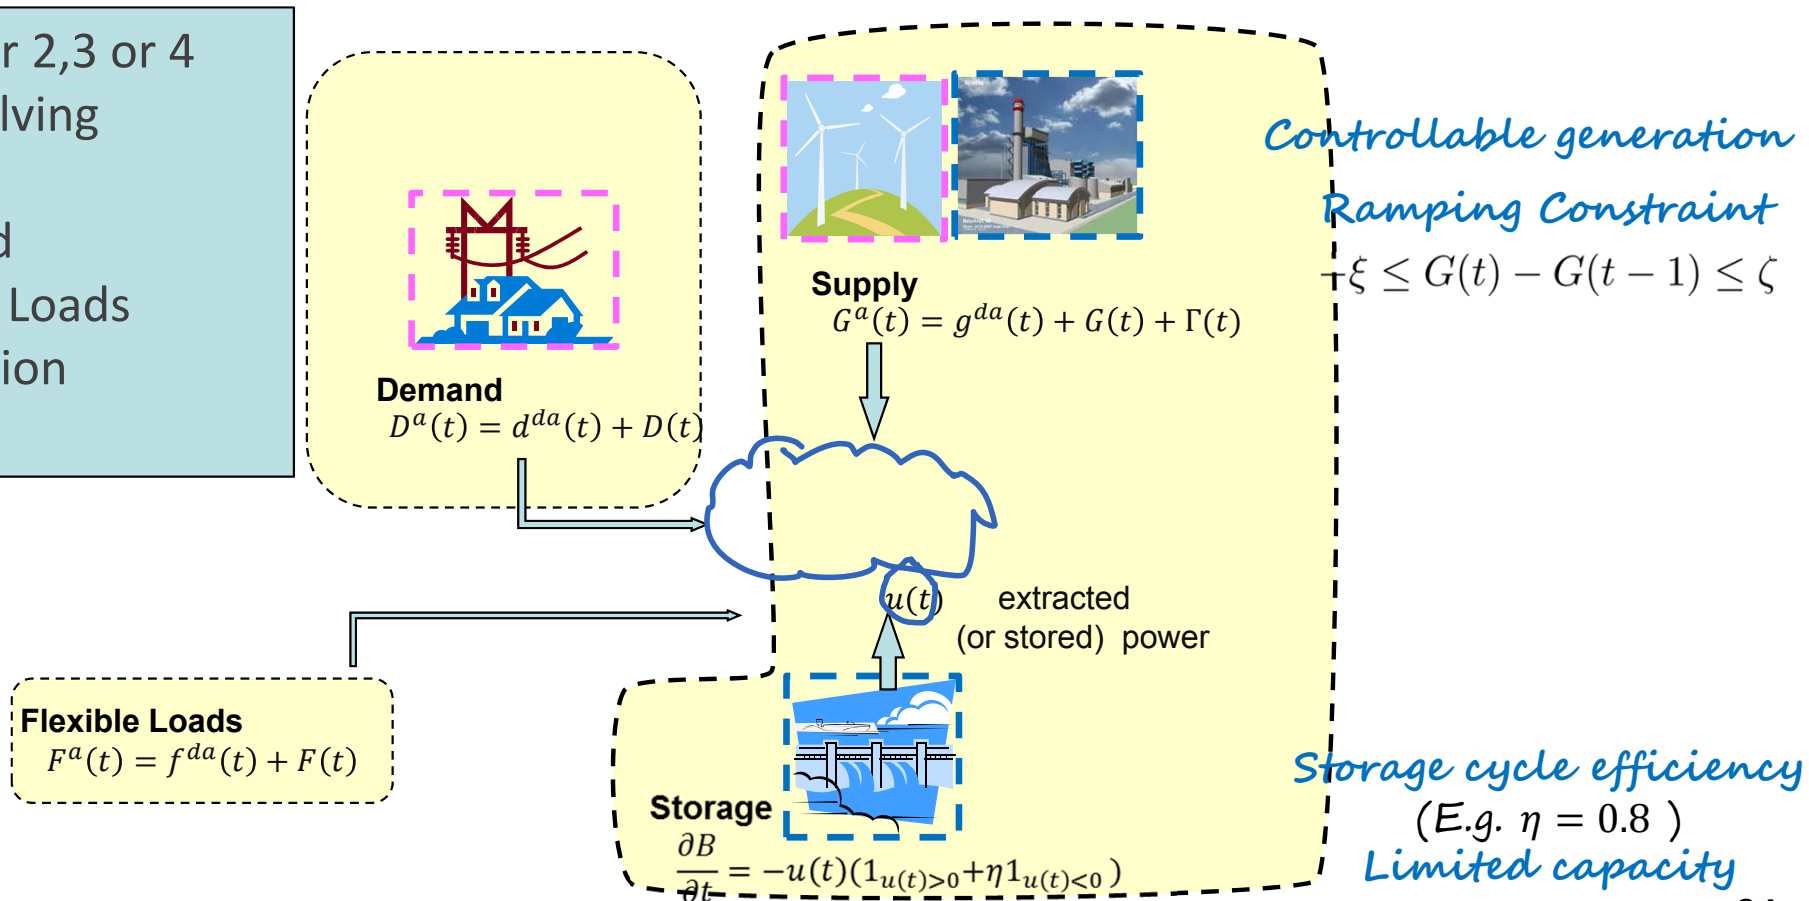 r 2,3 or 4
lving
d
Loads
ion
Demand
D^a(t) = d^{da}(t) + D(t)
Supply
G^a(t) = g^{da}(t) + G(t) + Γ(t)
Controllable generation
Ramping Constraint
−ξ ≤ G(t) − G(t − 1) ≤ ζ
u(t)
extracted
(or stored) power
Flexible Loads
F^a(t) = f^{da}(t) + F(t)
Storage
∂B/∂t = −u(t)(1_{u(t)>0}+η1_{u(t)<0})
Storage cycle efficiency
(E.g. η = 0.8 )
Limited capacity